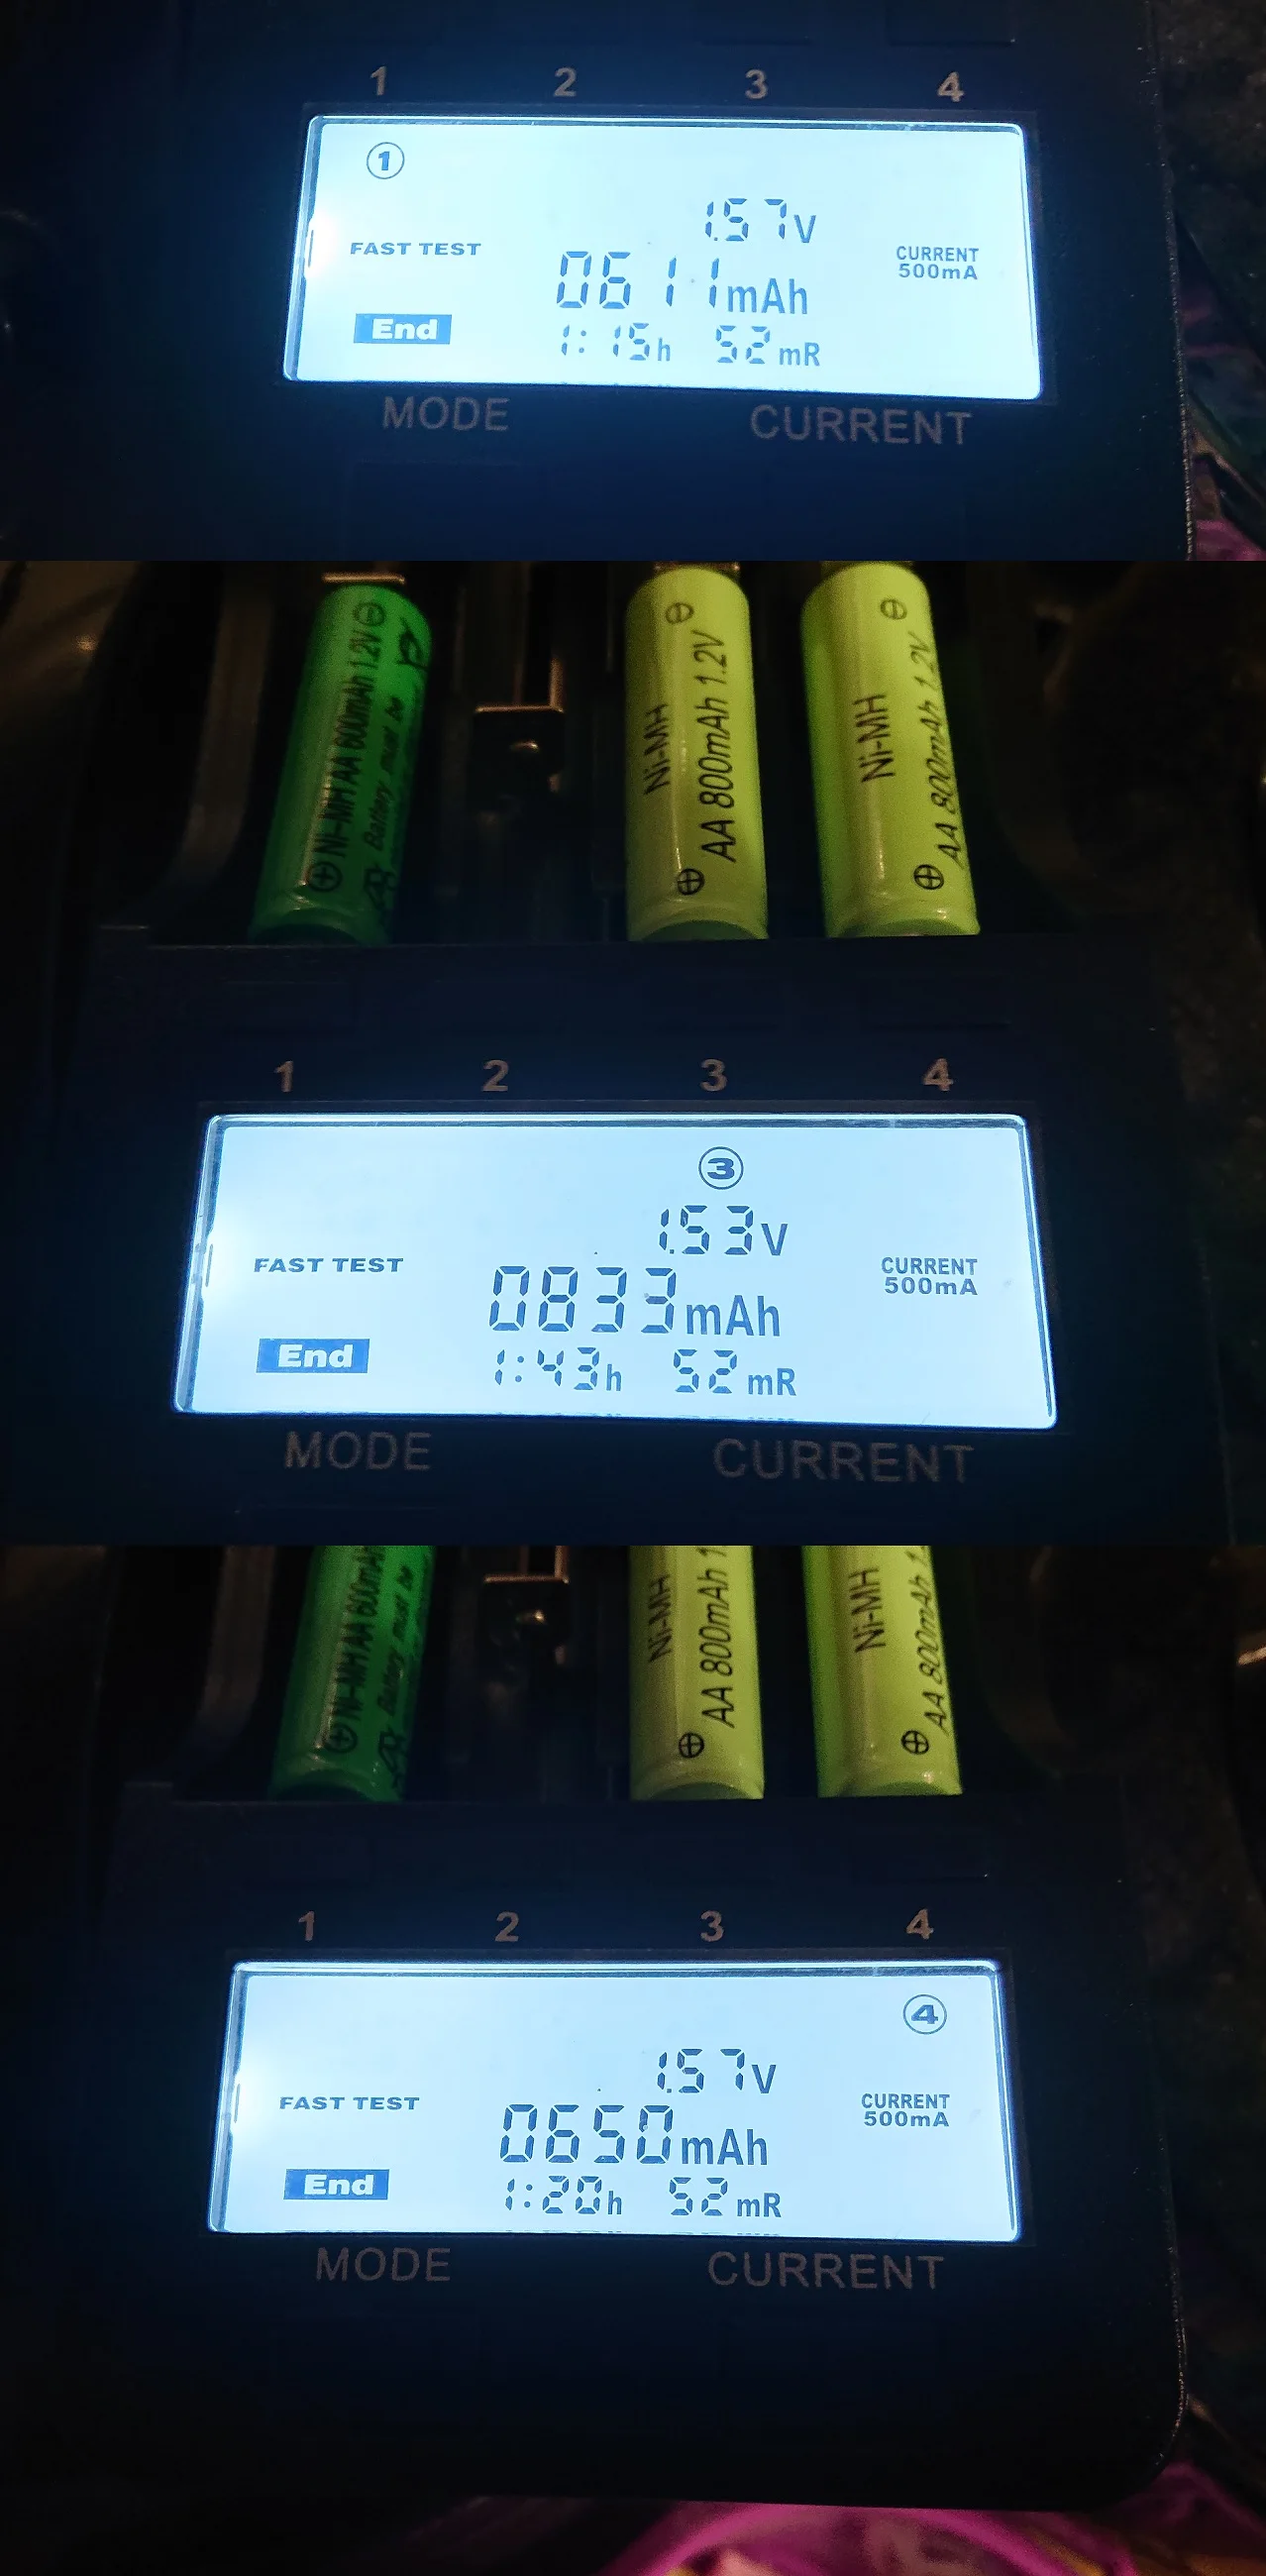 1 2 3 4
1
1.57V
FAST TEST
CURRENT
500mA
0611mAh
End
1:15h 52mR
MODE CURRENT
⊕ Ni-MH AA 600mAh 1.2V ⊖
Battery must be
Ni-MH
⊕ AA 800mAh 1.2V ⊖
Ni-MH
⊕ AA 800mAh 1.2V ⊖
1 2 3 4
3
1.53V
FAST TEST
CURRENT
500mA
0833mAh
End
1:43h 52mR
MODE CURRENT
⊕ Ni-MH AA 600mAh
Battery must be
Ni-MH
⊕ AA 800mAh 1.
Ni-MH
⊕ AA 800mAh 1.
1 2 3 4
4
1.57V
FAST TEST
CURRENT
500mA
0650mAh
End
1:20h 52mR
MODE CURRENT